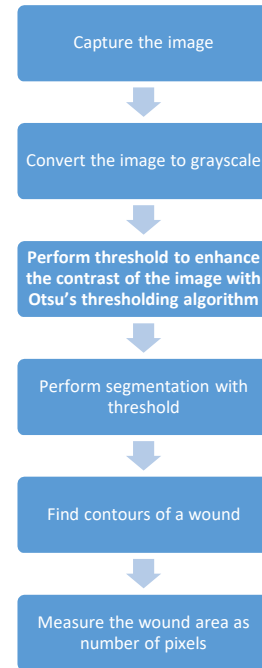 Capture the image
Convert the image to grayscale
Perform threshold to enhance
the contrast of the image with
Otsu's thresholding algorithm
Perform segmentation with
threshold
Find contours of a wound
Measure the wound area as
number of pixels